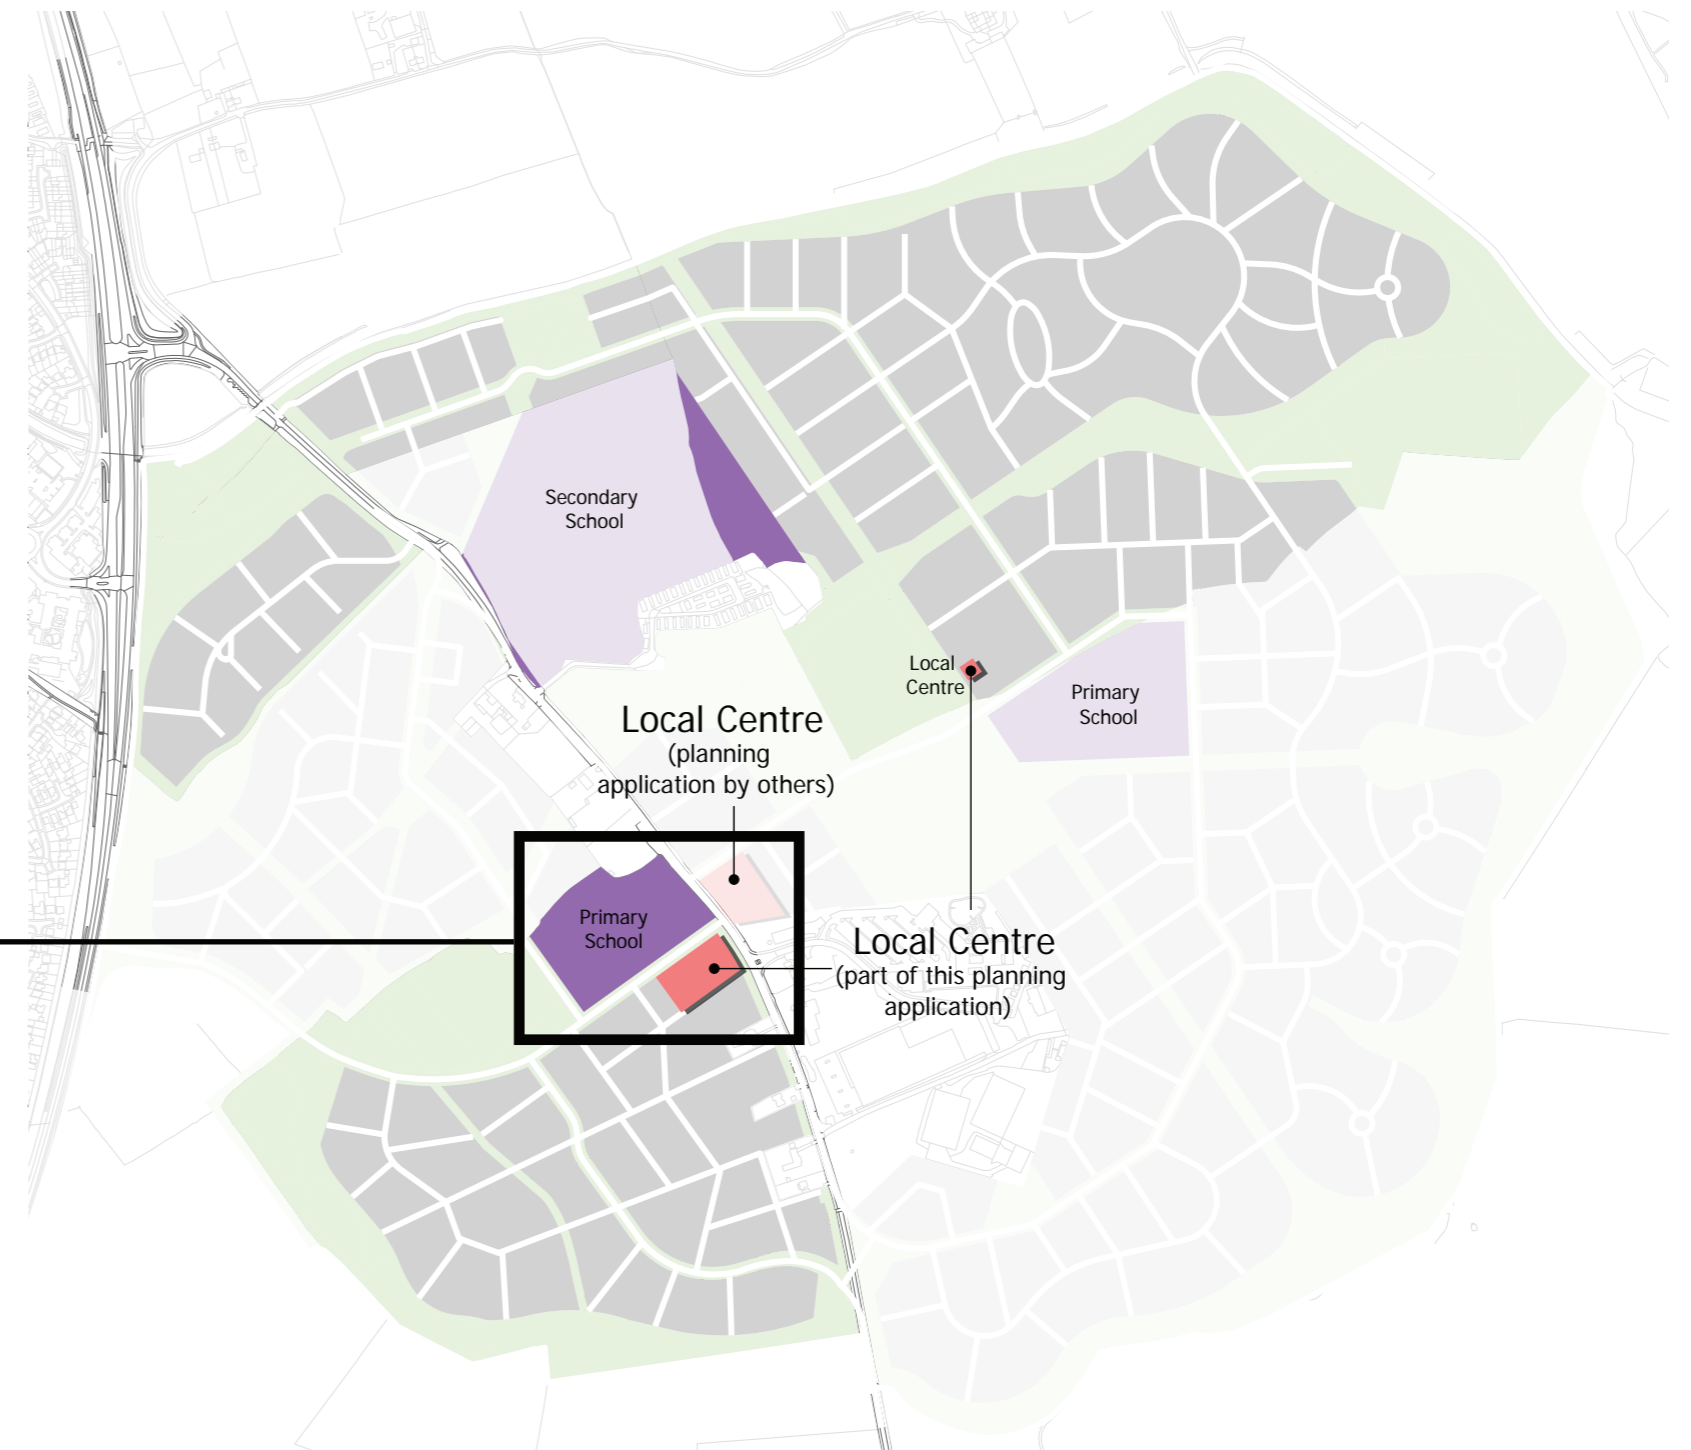 Secondary
School
Local
Centre
Primary
School
Local Centre
(planning
application by others)
Primary
School
Local Centre
(part of this planning
application)